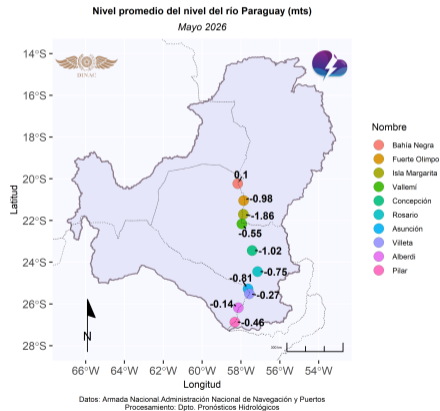 Nivel promedio del nivel del río Paraguay (mts)
Mayo 2026
14°S
16°S
18°S
20°S
22°S
24°S
26°S
28°S
Latitud
DINAC
0.1
-0.98
-1.86
-0.55
-1.02
-0.75
-0.81
-0.27
-0.14
-0.46
N
66°W
64°W
62°W
60°W
58°W
56°W
54°W
Longitud
Nombre
Bahía Negra
Fuerte Olimpo
Isla Margarita
Vallemí
Concepción
Rosario
Asunción
Villeta
Alberdi
Pilar
Datos: Armada Nacional.Administración Nacional de Navegación y Puertos
Procesamiento: Dpto. Pronósticos Hidrológicos